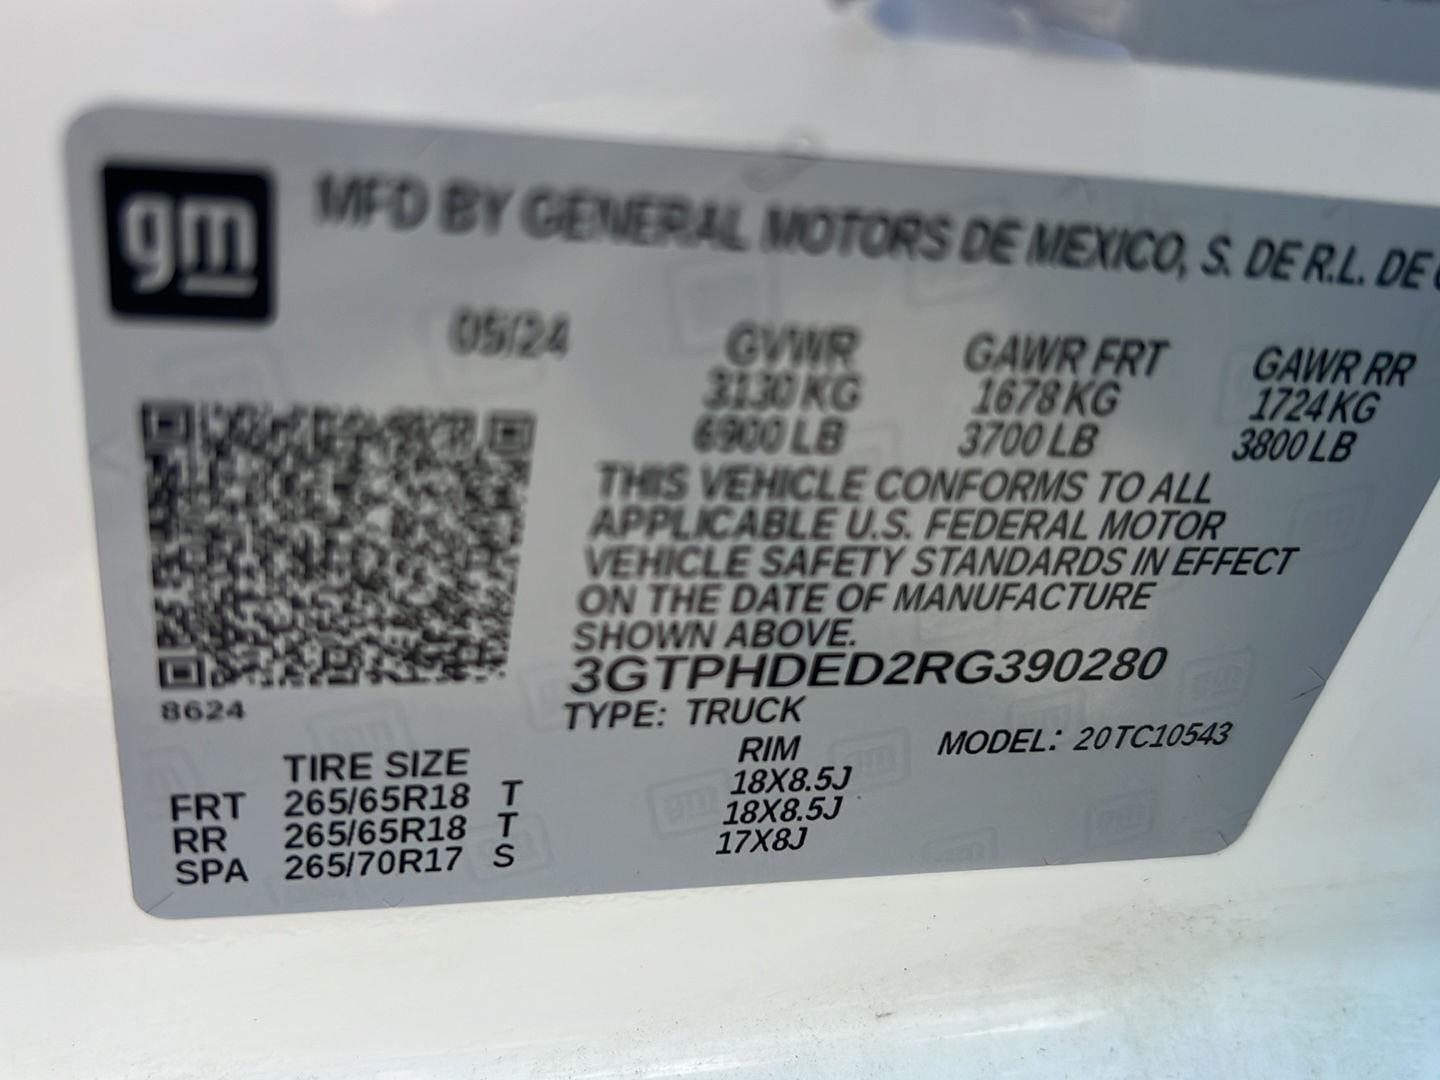 gm
MFD BY GENERAL MOTORS DE MEXICO, S. DE R.L. DE
05/24
GVWR GAWR FRT GAWR RR
3130 KG 1678 KG 1724 KG
6900 LB 3700 LB 3800 LB
THIS VEHICLE CONFORMS TO ALL
APPLICABLE U.S. FEDERAL MOTOR
VEHICLE SAFETY STANDARDS IN EFFECT
ON THE DATE OF MANUFACTURE
SHOWN ABOVE.
3GTPHDED2RG390280
8624
TYPE: TRUCK
MODEL: 20TC10543
TIRE SIZE RIM
FRT 265/65R18 T 18X8.5J
RR 265/65R18 T 18X8.5J
SPA 265/70R17 S 17X8J